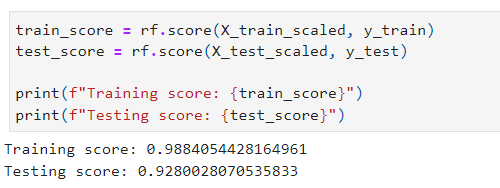 train_score = rf.score(X_train_scaled, y_train)
test_score = rf.score(X_test_scaled, y_test)
print(f"Training score: {train_score}")
print(f"Testing score: {test_score}")
Training score: 0.9884054428164961
Testing score: 0.9280028070535833